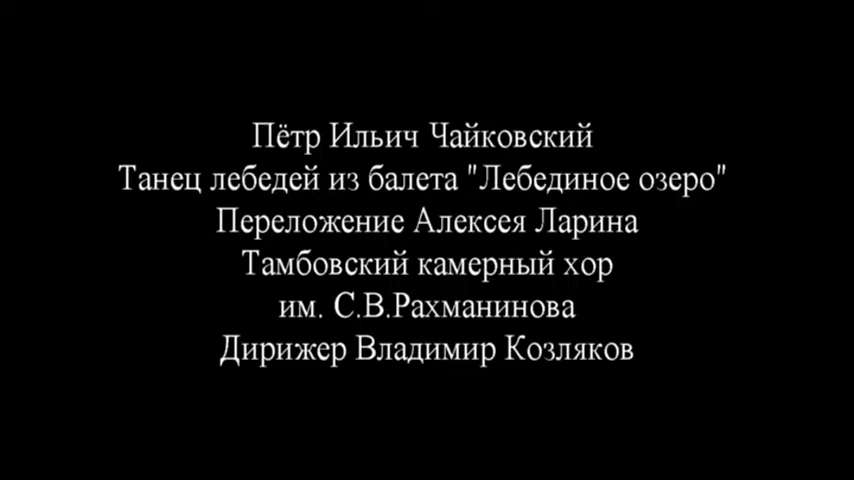 Пётр Ильич Чайковский
Танец лебедей из балета "Лебединое озеро"
Переложение Алексея Ларина
Тамбовский камерный хор
им. С.В.Рахманинова
Дирижер Владимир Козляков